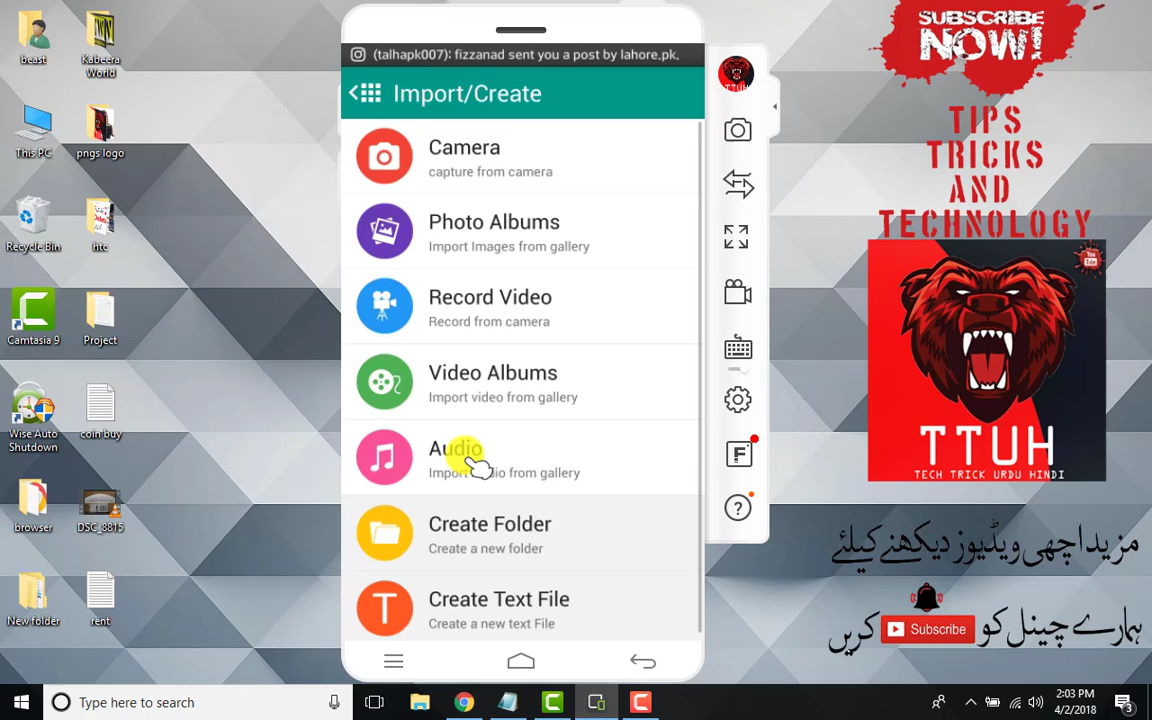 beast
Kabeera
World
This PC
pngs logo
Recycle Bin
htc
Camtasia 9
Project
Wise Auto
Shutdown
coin buy
browser
DSC_8815
New folder
rent
(talhapk007): fizzanad sent you a post by lahore.pk.
Import/Create
Camera
capture from camera
Photo Albums
Import Images from gallery
Record Video
Record from camera
Video Albums
Import video from gallery
Audio
Import audio from gallery
Create Folder
Create a new folder
T
Create Text File
Create a new text File
TTUH
F
?
SUBSCRIBE
NOW!
TIPS
TRICKS
AND
TECHNOLOGY
You
Tube
TTUH
TECH TRICK URDU HINDI
مزید اچھی ویڈیوز دیکھنے کیلئے
ہمارے چینل کو Subscribe کریں
Type here to search
2:03 PM
4/2/2018
3